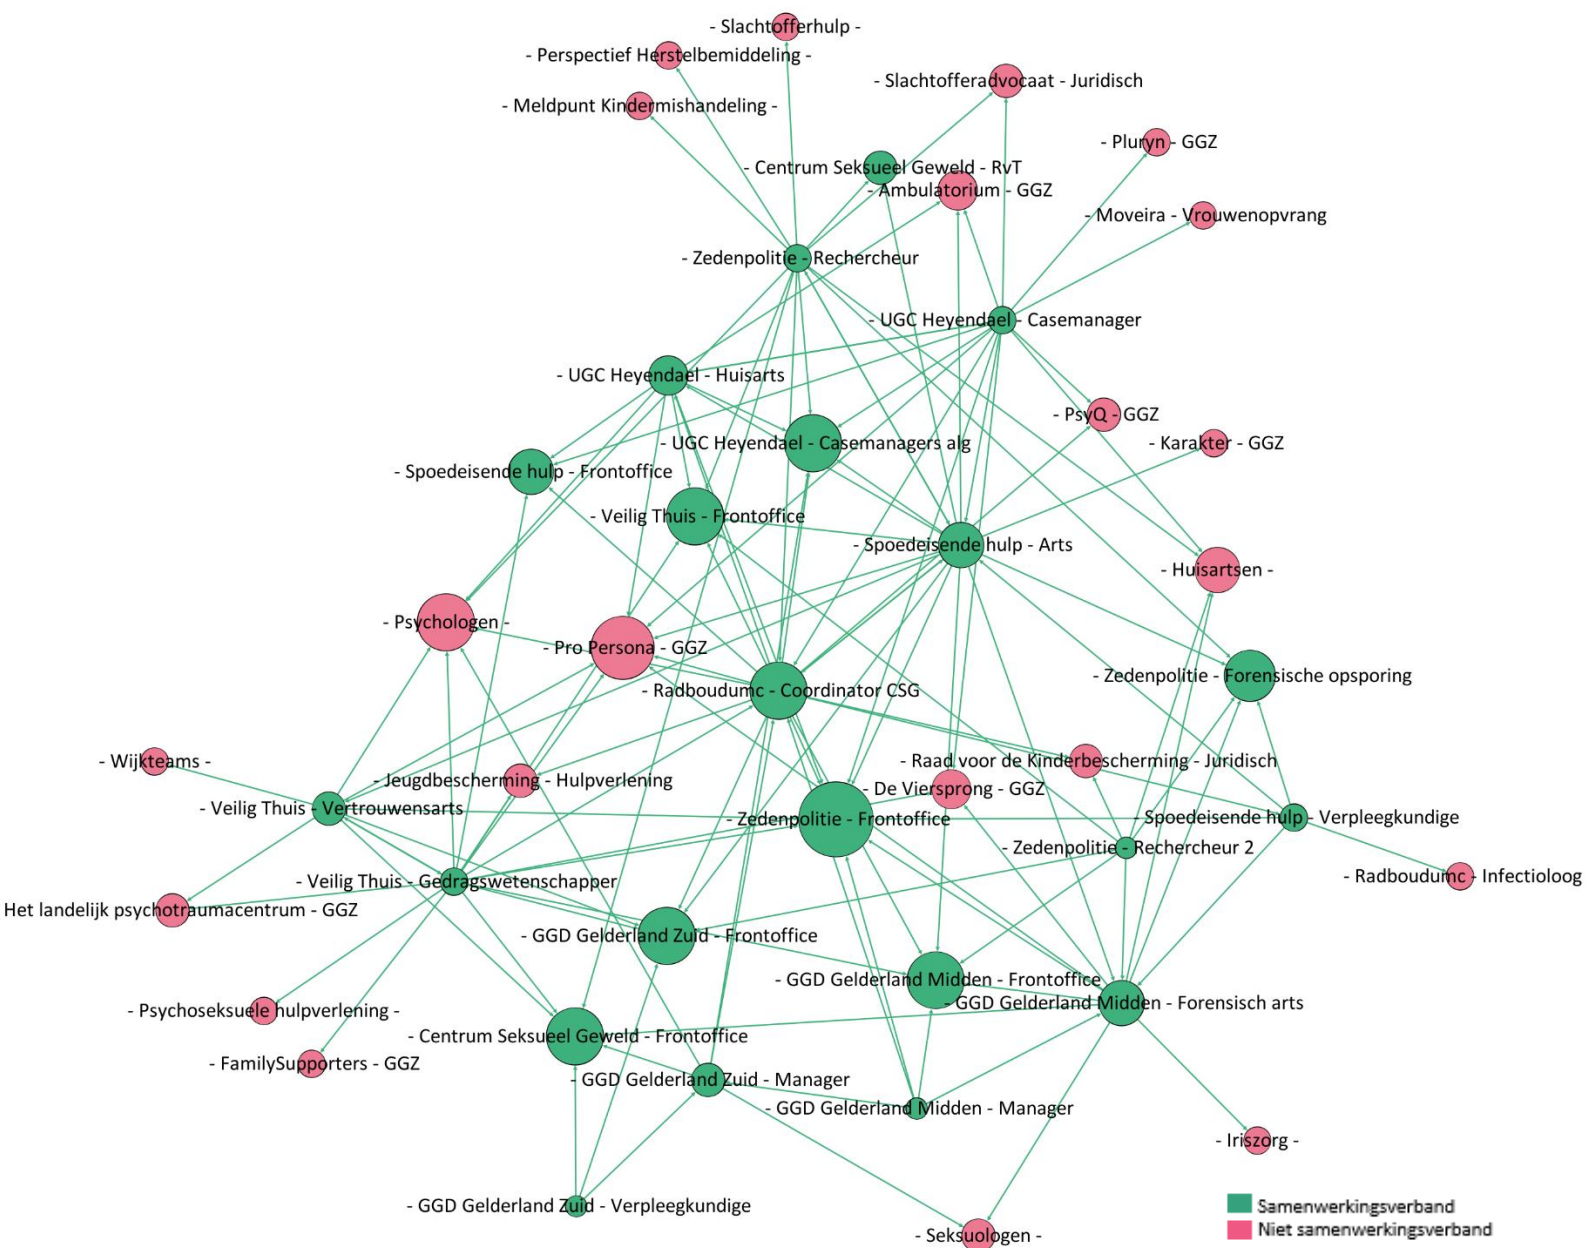 - Slachtofferhulp -
- Perspectief Herstelbemiddeling -
- Slachtofferadvocaat - Juridisch
- Meldpunt Kindermishandeling -
- Pluryn - GGZ
- Centrum Seksueel Geweld - RvT
- Ambulatorium - GGZ
- Moveira - Vrouwenopvrang
- Zedenpolitie - Rechercheur
- UGC Heyendael - Casemanager
- UGC Heyendael - Huisarts
- PsyQ - GGZ
- UGC Heyendael - Casemanagers alg
- Karakter - GGZ
- Spoedeisende hulp - Frontoffice
- Veilig Thuis - Frontoffice
- Spoedeisende hulp - Arts
- Huisartsen -
- Psychologen -
- Pro Persona - GGZ
- Zedenpolitie - Forensische opsporing
- Radboudumc - Coordinator CSG
- Wijkteams -
- Raad voor de Kinderbescherming - Juridisch
- Jeugdbescherming - Hulpverlening
- De Viersprong - GGZ
- Veilig Thuis - Vertrouwensarts
- Zedenpolitie - Frontoffice
- Spoedeisende hulp - Verpleegkundige
- Zedenpolitie - Rechercheur 2
- Radboudumc - Infectioloog
- Veilig Thuis - Gedragswetenschapper
Het landelijk psychotraumacentrum - GGZ
- GGD Gelderland Zuid - Frontoffice
- GGD Gelderland Midden - Frontoffice
- GGD Gelderland Midden - Forensisch arts
- Psychoseksuele hulpverlening -
- Centrum Seksueel Geweld - Frontoffice
- FamilySupporters - GGZ
- GGD Gelderland Zuid - Manager
- GGD Gelderland Midden - Manager
- Iriszorg -
- GGD Gelderland Zuid - Verpleegkundige
- Seksuologen -
Samenwerkingsverband
Niet samenwerkingsverband